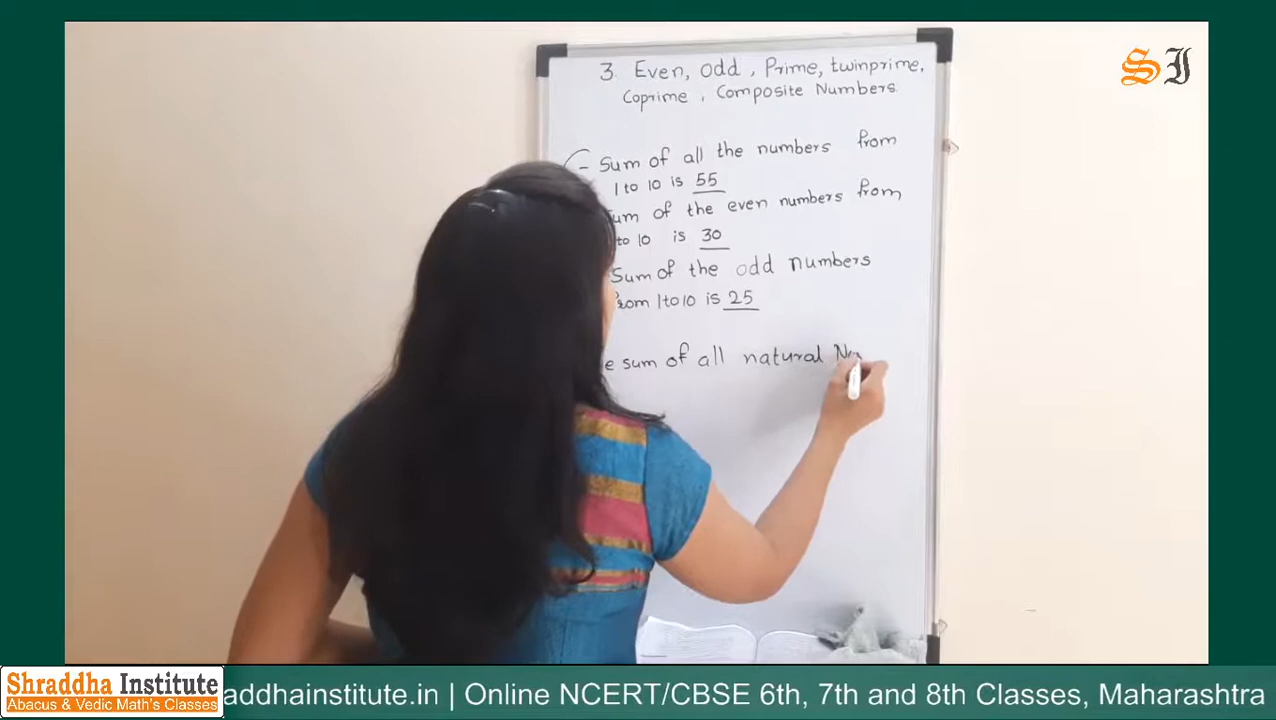 SI
3. Even, odd, Prime, twinprime,
Coprime, Composite Numbers.
- Sum of all the numbers from
1 to 10 is 55
um of the even numbers from
to 10 is 30
Sum of the odd numbers
from 1 to 10 is 25
e sum of all natural
Shraddha Institute
Abacus & Vedic Math's Classes
addhainstitute.in | Online NCERT/CBSE 6th, 7th and 8th Classes, Maharashtra